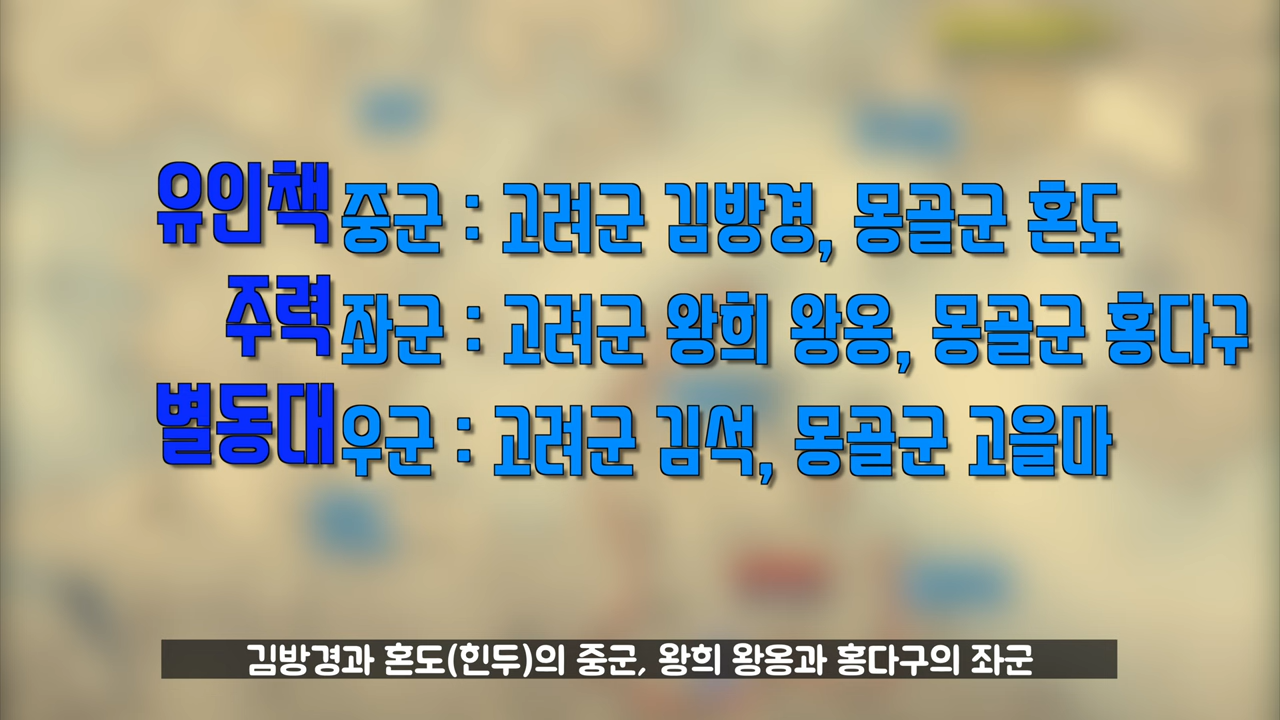 유인책 중군 : 고려군 김방경, 몽골군 혼도
주력 좌군 : 고려군 왕희 왕옹, 몽골군 홍다구
별동대 우군 : 고려군 김석, 몽골군 고을마
김방경과 혼도(힌두)의 중군, 왕희 왕옹과 홍다구의 좌군